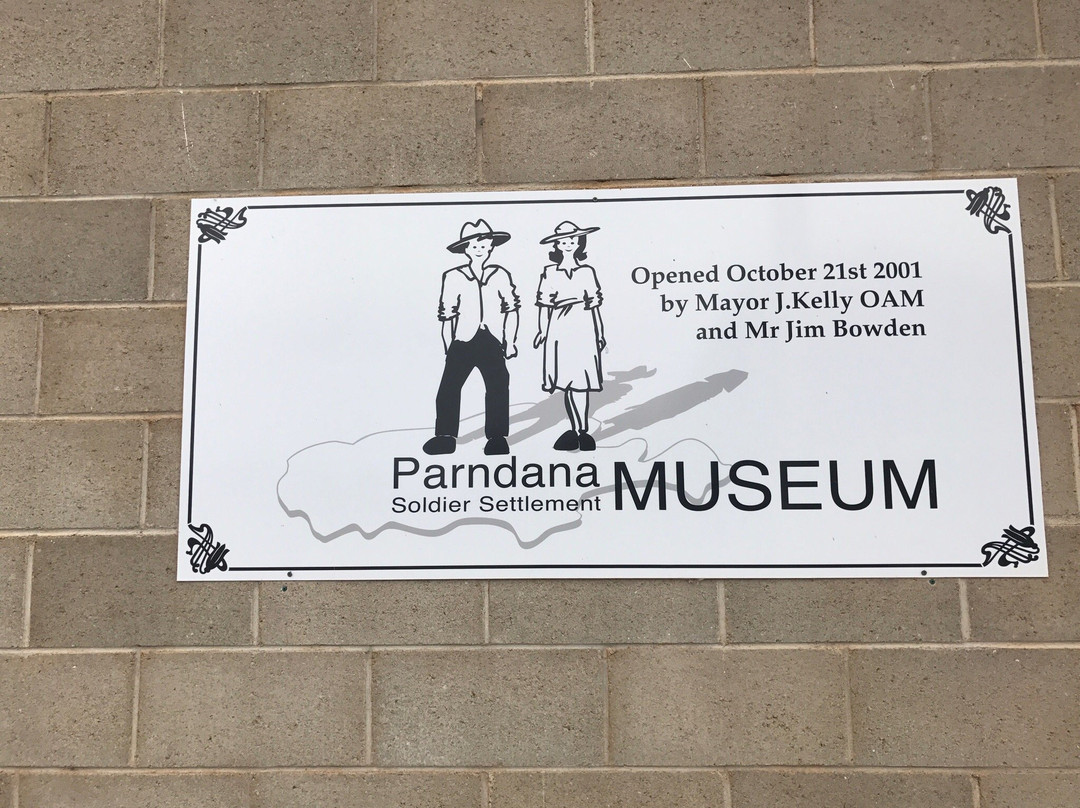 Opened October 21st 2001
by Mayor J.Kelly OAM
and Mr Jim Bowden
Parndana
Soldier Settlement
MUSEUM